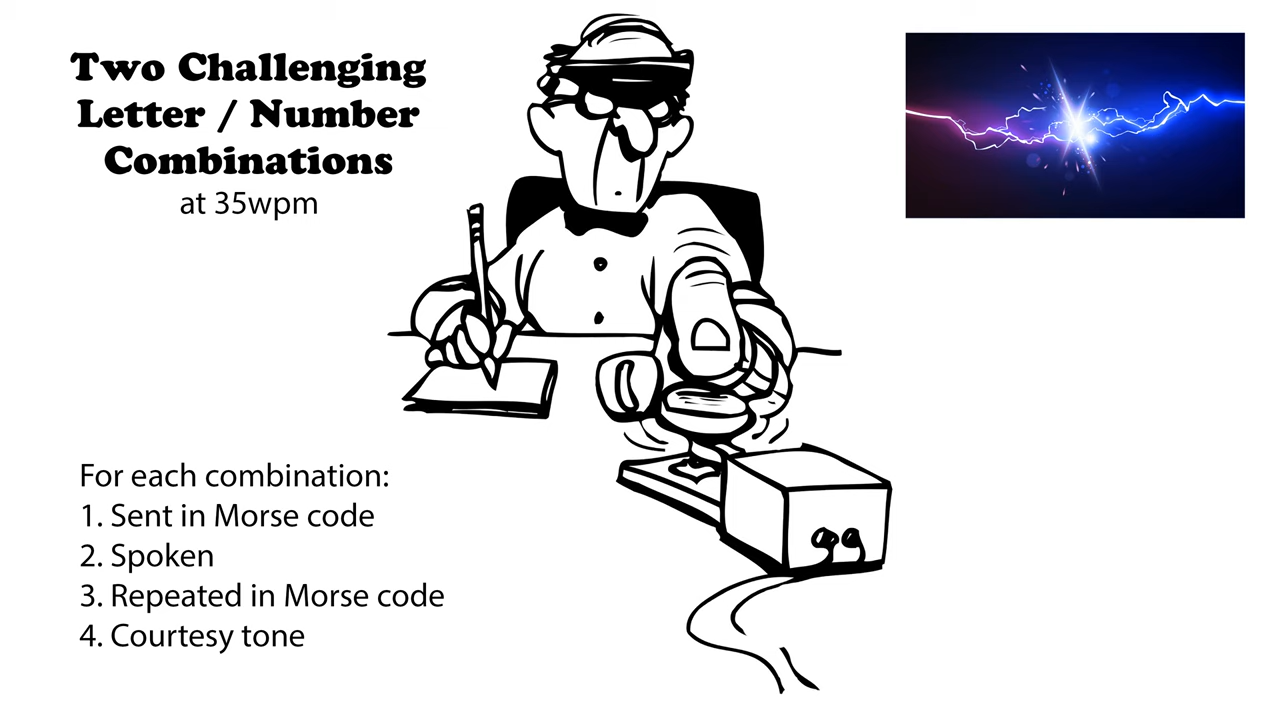 Two Challenging
Letter / Number
Combinations
at 35wpm
For each combination:
1. Sent in Morse code
2. Spoken
3. Repeated in Morse code
4. Courtesy tone